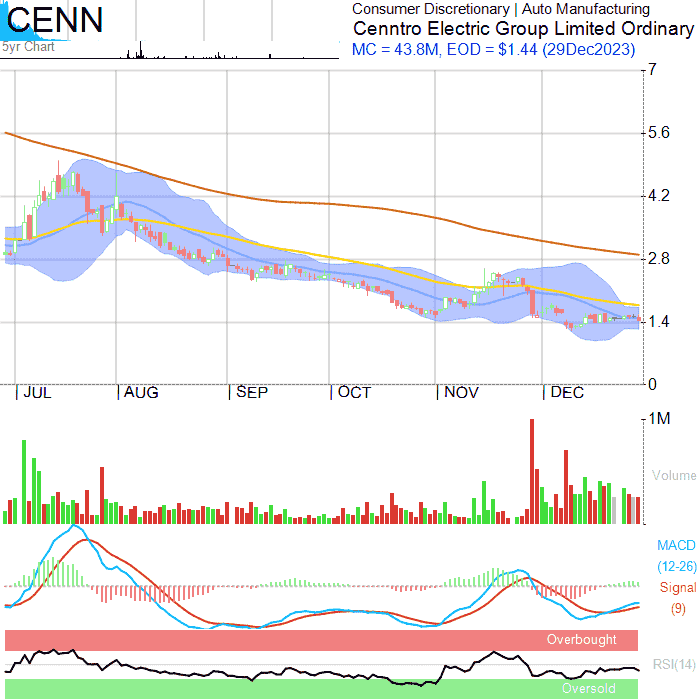 CENN
Consumer Discretionary | Auto Manufacturing
Cenntro Electric Group Limited Ordinary
5yr Chart
MC = 43.8M, EOD = $1.44 (29Dec2023)
7
5.6
4.2
2.8
1.4
0
JUL AUG SEP OCT NOV DEC
1M
Volume
MACD
(12-26)
Signal
(9)
Overbought
RSI(14)
Oversold